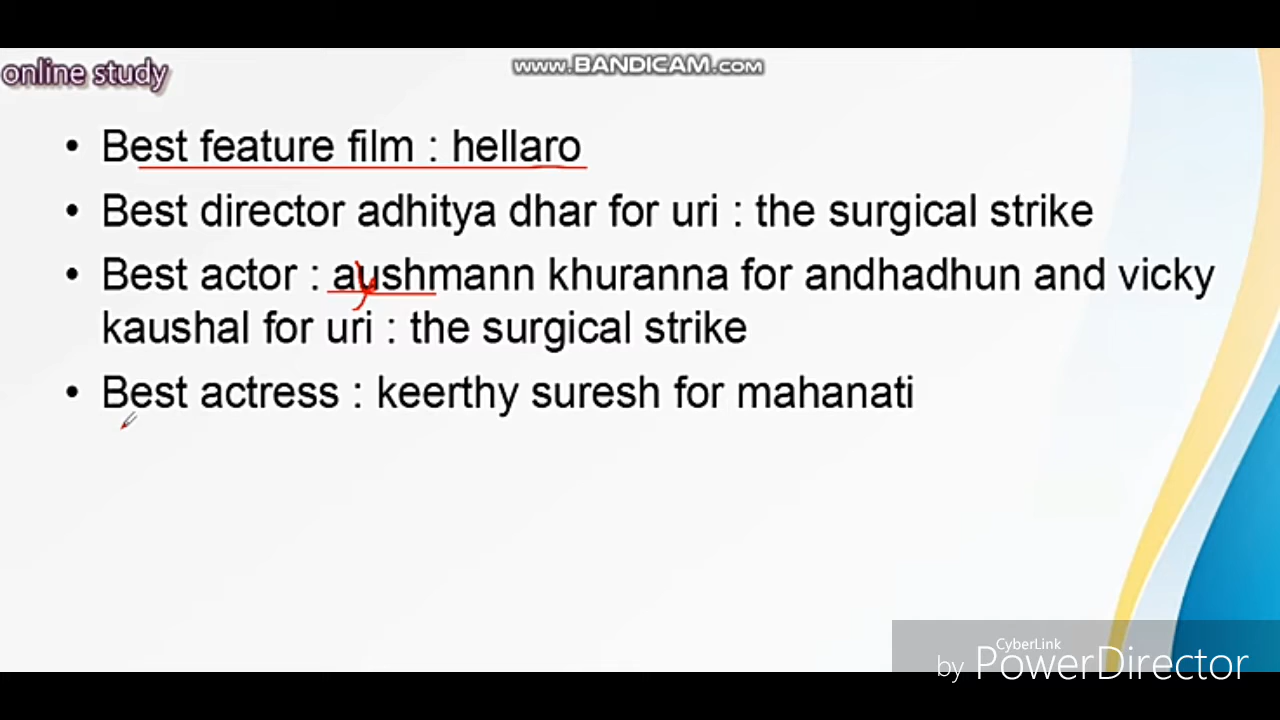 www.BANDICAM.com
online study
• Best feature film : hellaro
• Best director adhitya dhar for uri : the surgical strike
• Best actor : ayushmann khuranna for andhadhun and vicky
kaushal for uri : the surgical strike
• Best actress : keerthy suresh for mahanati
CyberLink
by PowerDirector